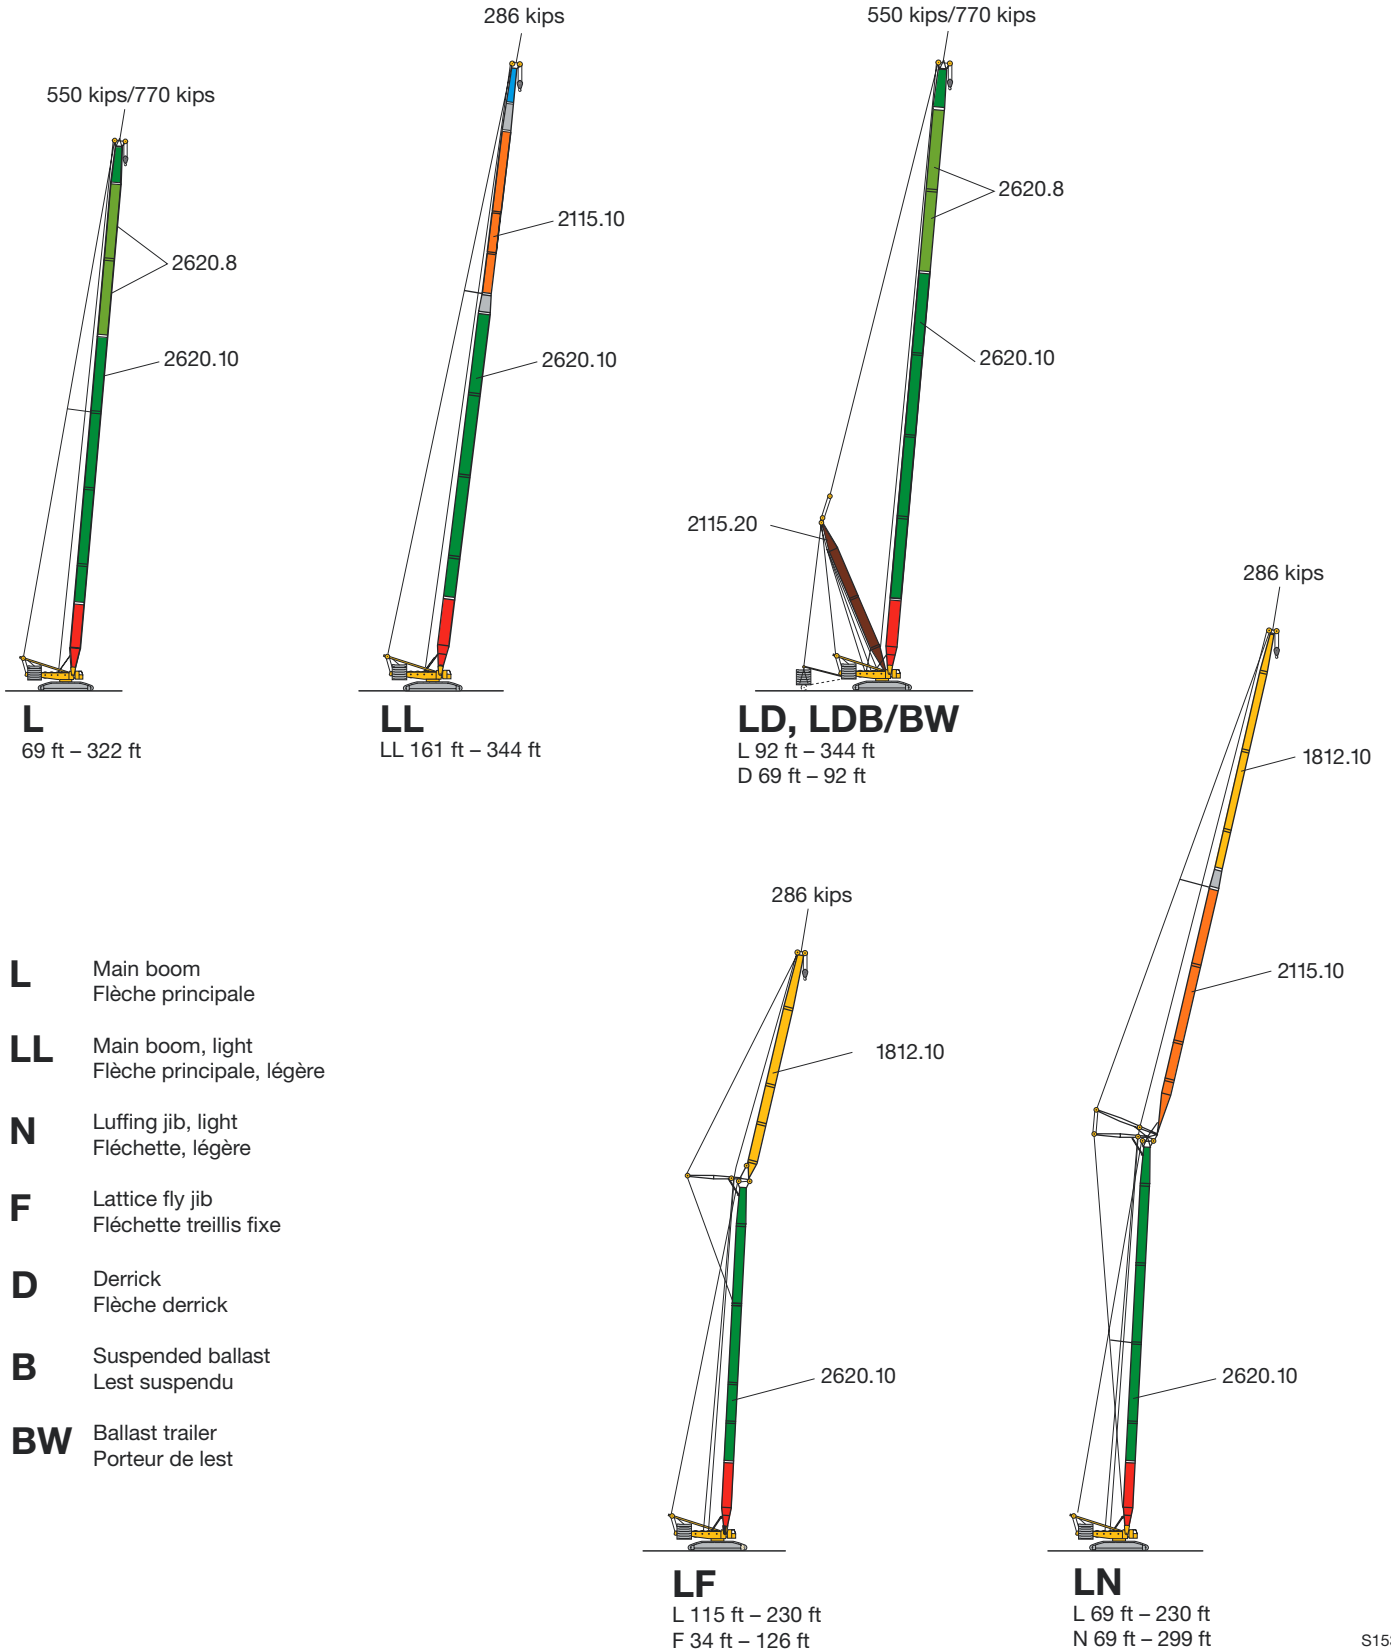 286 kips
550 kips/770 kips
550 kips/770 kips
2620.8
2620.10
2115.10
2620.10
2620.8
2620.10
2115.20
L
69 ft – 322 ft
LL
LL 161 ft – 344 ft
LD, LDB/BW
L 92 ft – 344 ft
D 69 ft – 92 ft
286 kips
1812.10
2115.10
2620.10
286 kips
1812.10
2620.10
L Main boom
Flèche principale
LL Main boom, light
Flèche principale, légère
N Luffing jib, light
Fléchette, légère
F Lattice fly jib
Fléchette treillis fixe
D Derrick
Flèche derrick
B Suspended ballast
Lest suspendu
BW Ballast trailer
Porteur de lest
LF
L 115 ft – 230 ft
F 34 ft – 126 ft
LN
L 69 ft – 230 ft
N 69 ft – 299 ft